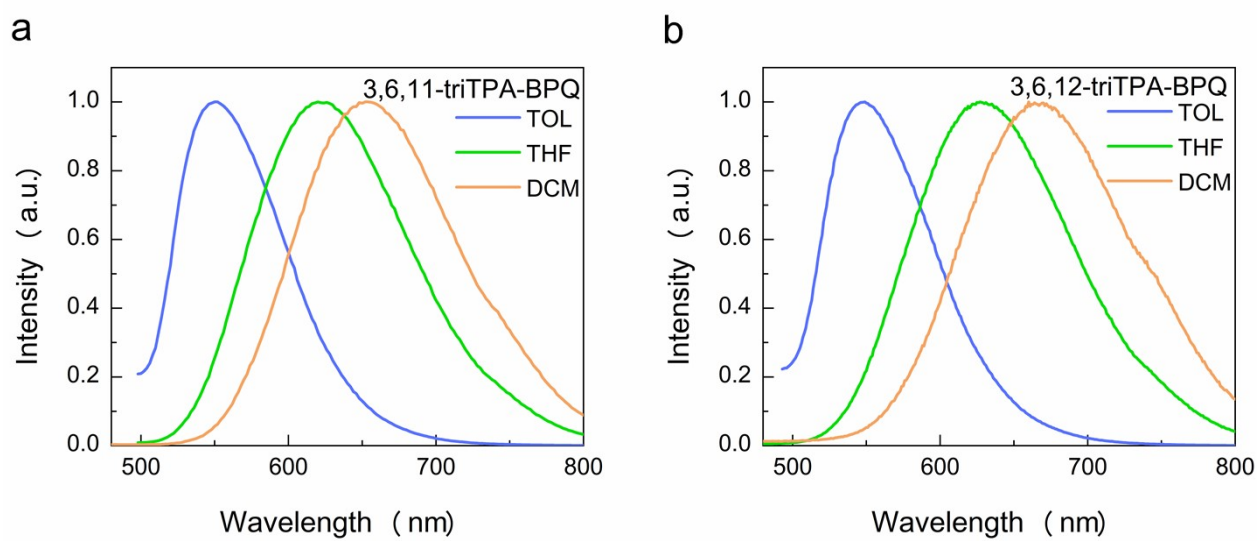 a
3,6,11-triTPA-BPQ
TOL
THF
DCM
1.0
0.8
0.6
0.4
0.2
0.0
Intensity (a.u.)
500
600
700
800
Wavelength (nm)
b
3,6,12-triTPA-BPQ
TOL
THF
DCM
1.0
0.8
0.6
0.4
0.2
0.0
Intensity (a.u.)
500
600
700
800
Wavelength (nm)